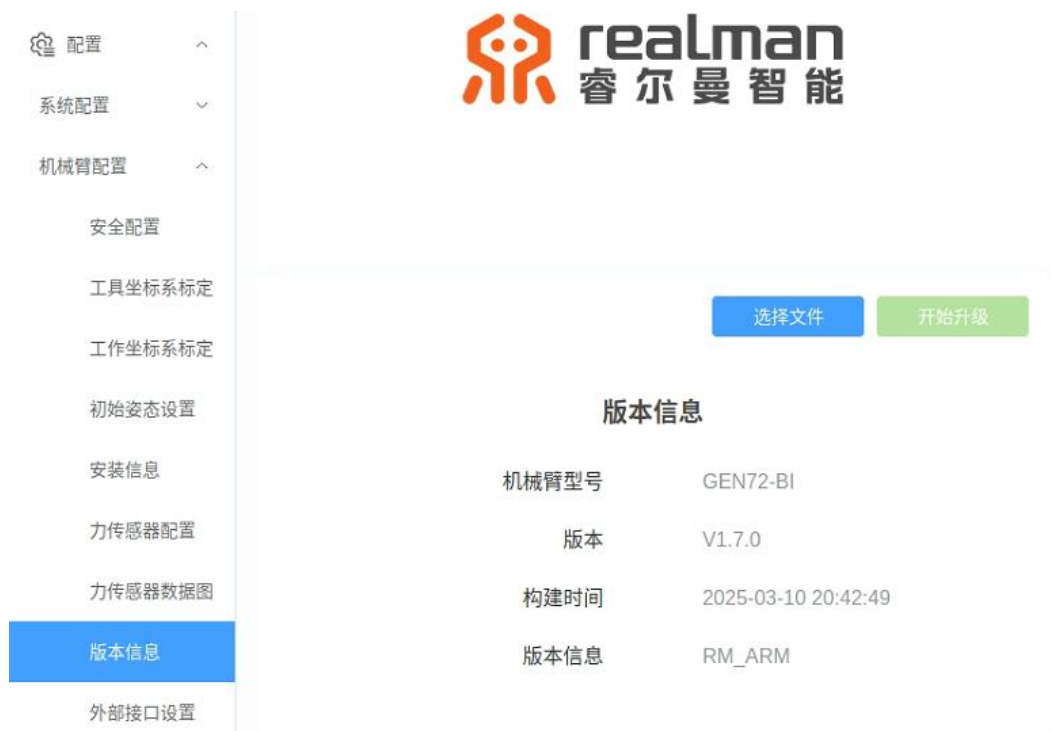 配置
系统配置
机械臂配置
安全配置
工具坐标系标定
工作坐标系标定
初始姿态设置
安装信息
力传感器配置
力传感器数据图
版本信息
外部接口设置
realman
睿尔曼智能
选择文件 开始升级
版本信息
机械臂型号 GEN72-BI
版本 V1.7.0
构建时间 2025-03-10 20:42:49
版本信息 RM_ARM